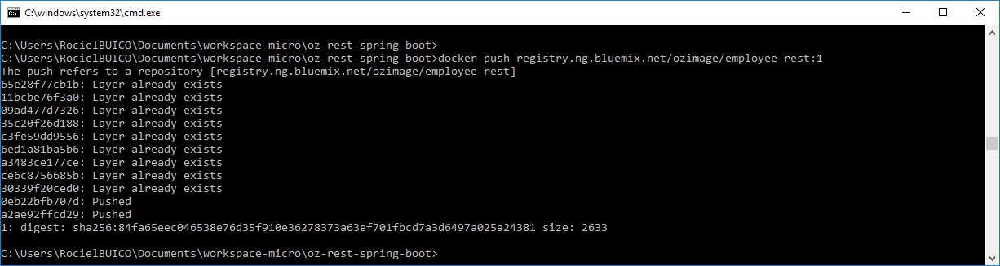 C:\windows\system32\cmd.exe
C:\Users\RocielBUICO\Documents\workspace-micro\oz-rest-spring-boot>
C:\Users\RocielBUICO\Documents\workspace-micro\oz-rest-spring-boot>docker push registry.ng.bluemix.net/ozimage/employee-rest:1
The push refers to a repository [registry.ng.bluemix.net/ozimage/employee-rest]
65e28f77cb1b: Layer already exists
11bcbe76f3a0: Layer already exists
09ad477d7326: Layer already exists
35c20f26d188: Layer already exists
c3fe59dd9556: Layer already exists
6ed1a81ba5b6: Layer already exists
a3483ce177ce: Layer already exists
ce6c8756685b: Layer already exists
30339f20ced0: Layer already exists
0eb22bfb707d: Pushed
a2ae92ffcd29: Pushed
1: digest: sha256:84fa65eec046538e76d35f910e36278373a63ef701fbcd7a3d6497a025a24381 size: 2633
C:\Users\RocielBUICO\Documents\workspace-micro\oz-rest-spring-boot>